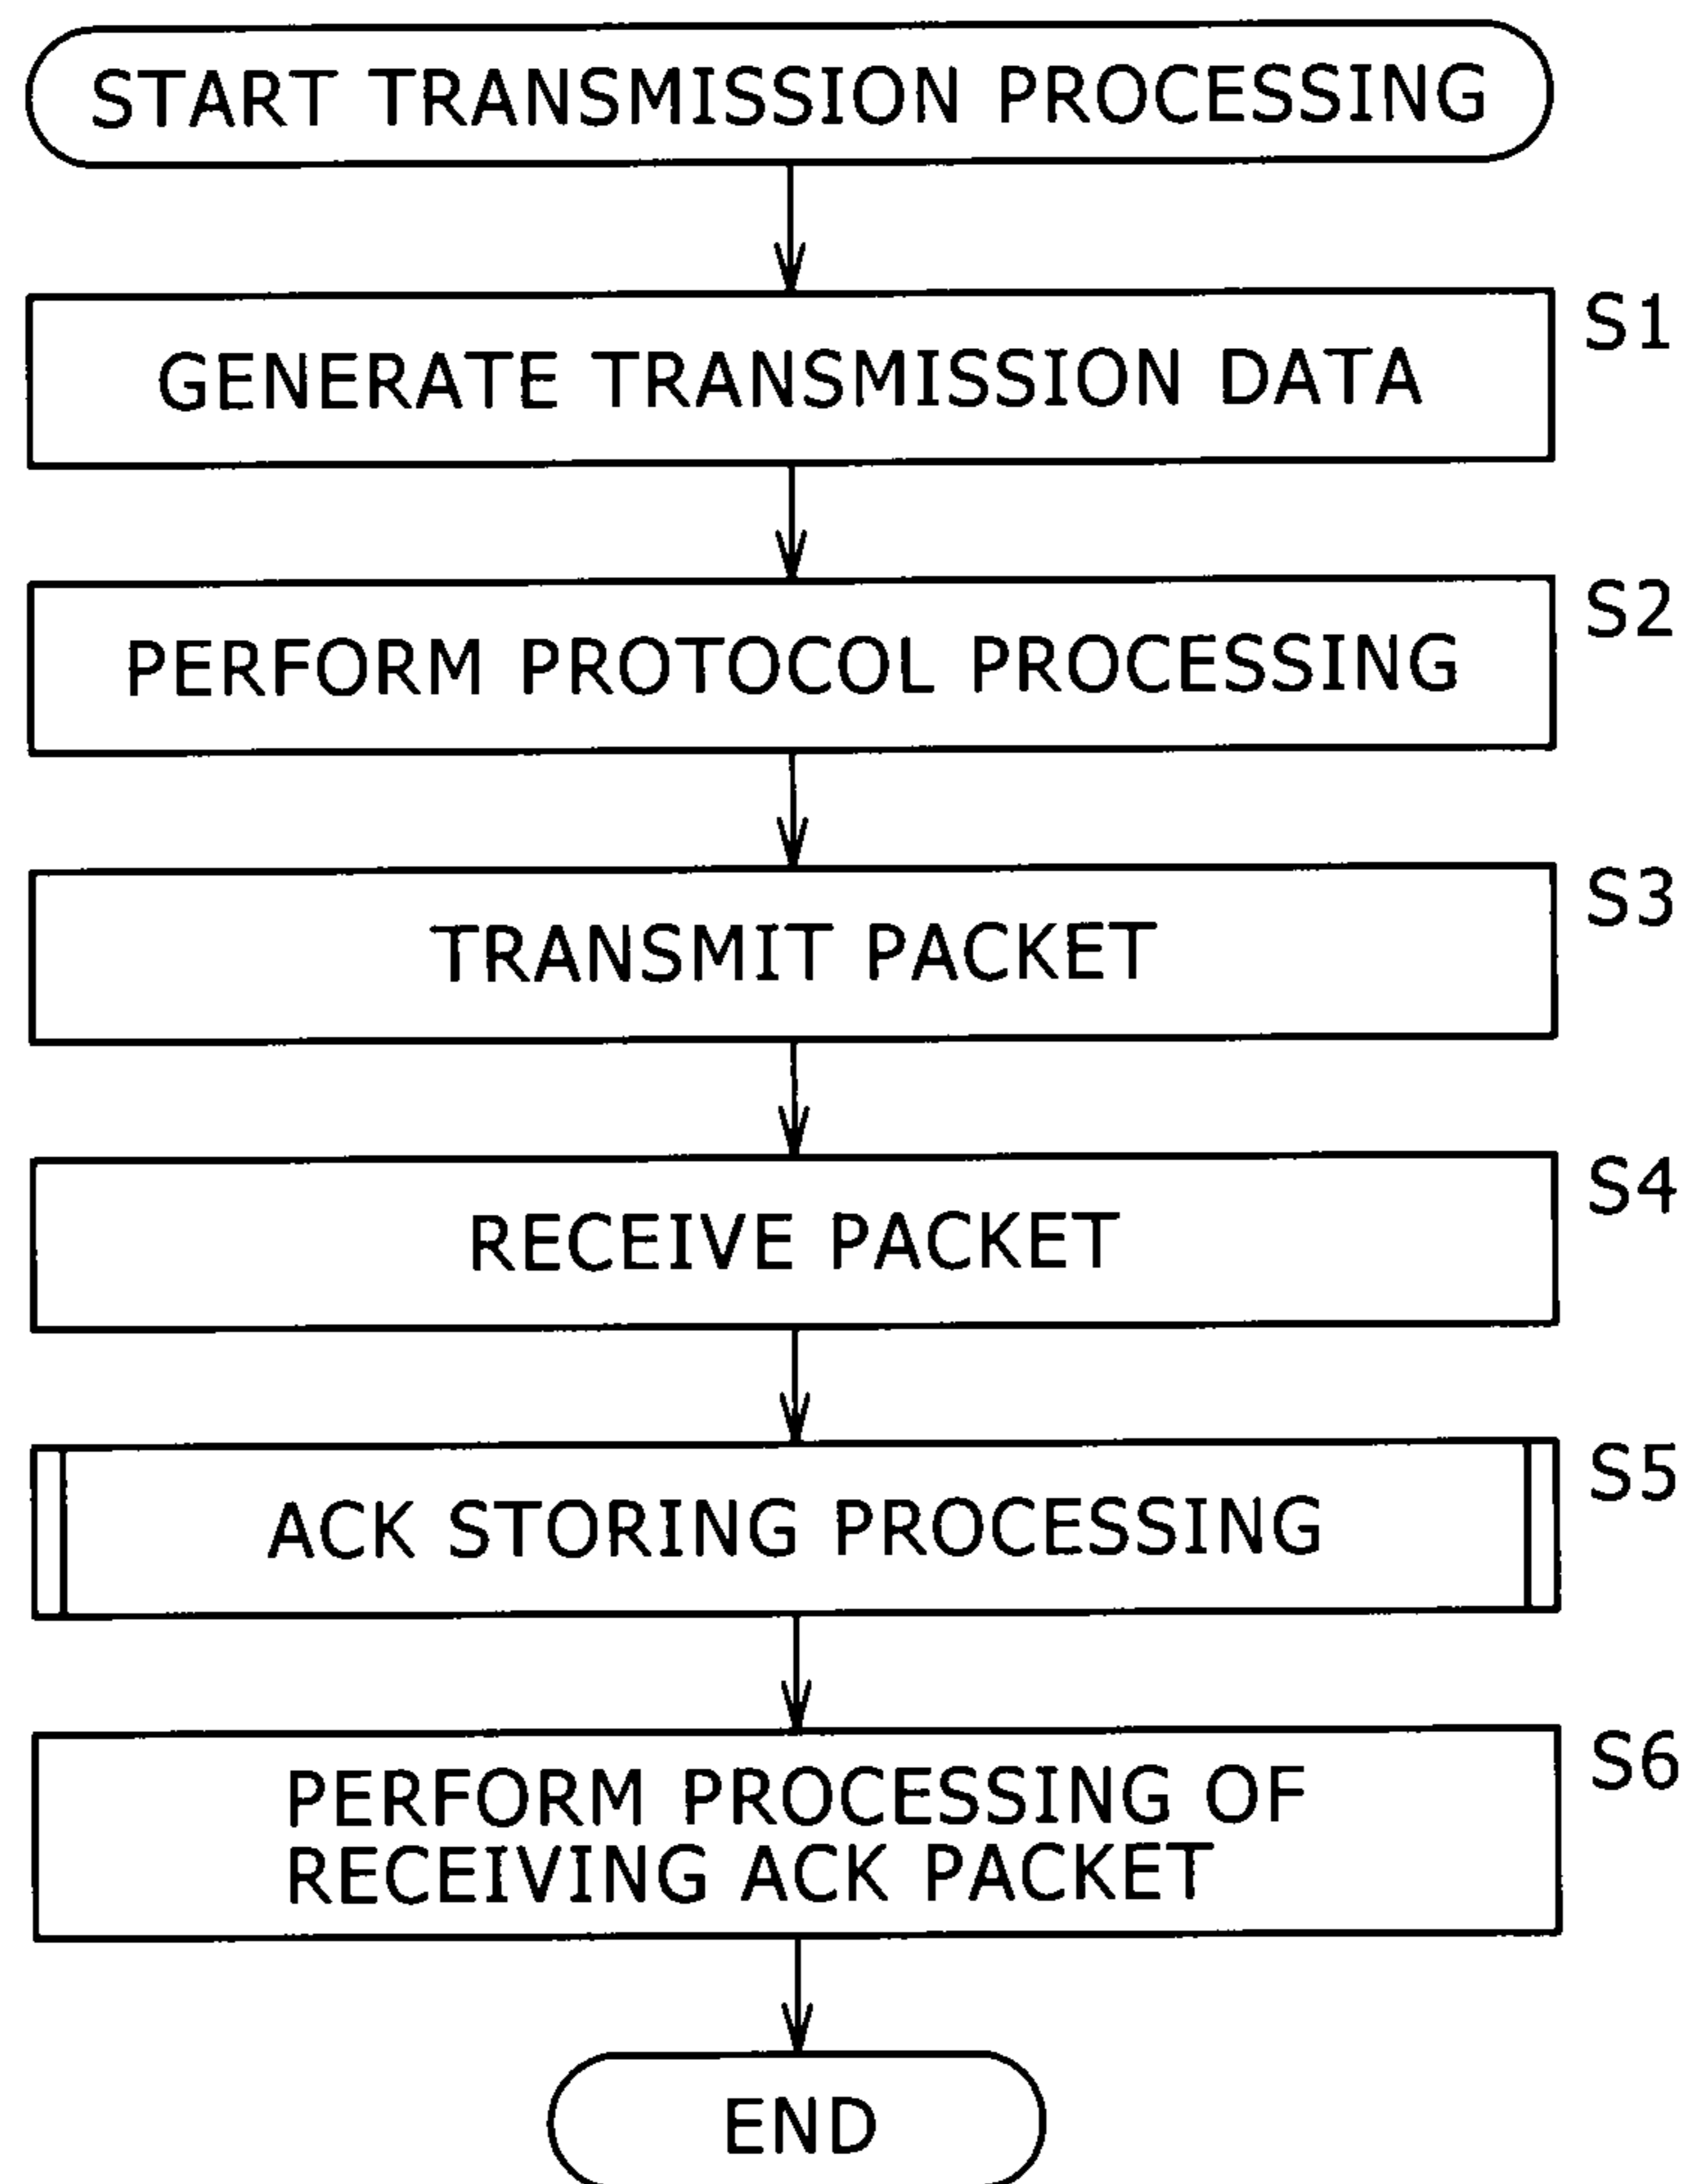 START TRANSMISSION PROCESSING
S1
GENERATE TRANSMISSION DATA
S2
PERFORM PROTOCOL PROCESSING
S3
TRANSMIT PACKET
S4
RECEIVE PACKET
S5
ACK STORING PROCESSING
S6
PERFORM PROCESSING OF
RECEIVING ACK PACKET
END